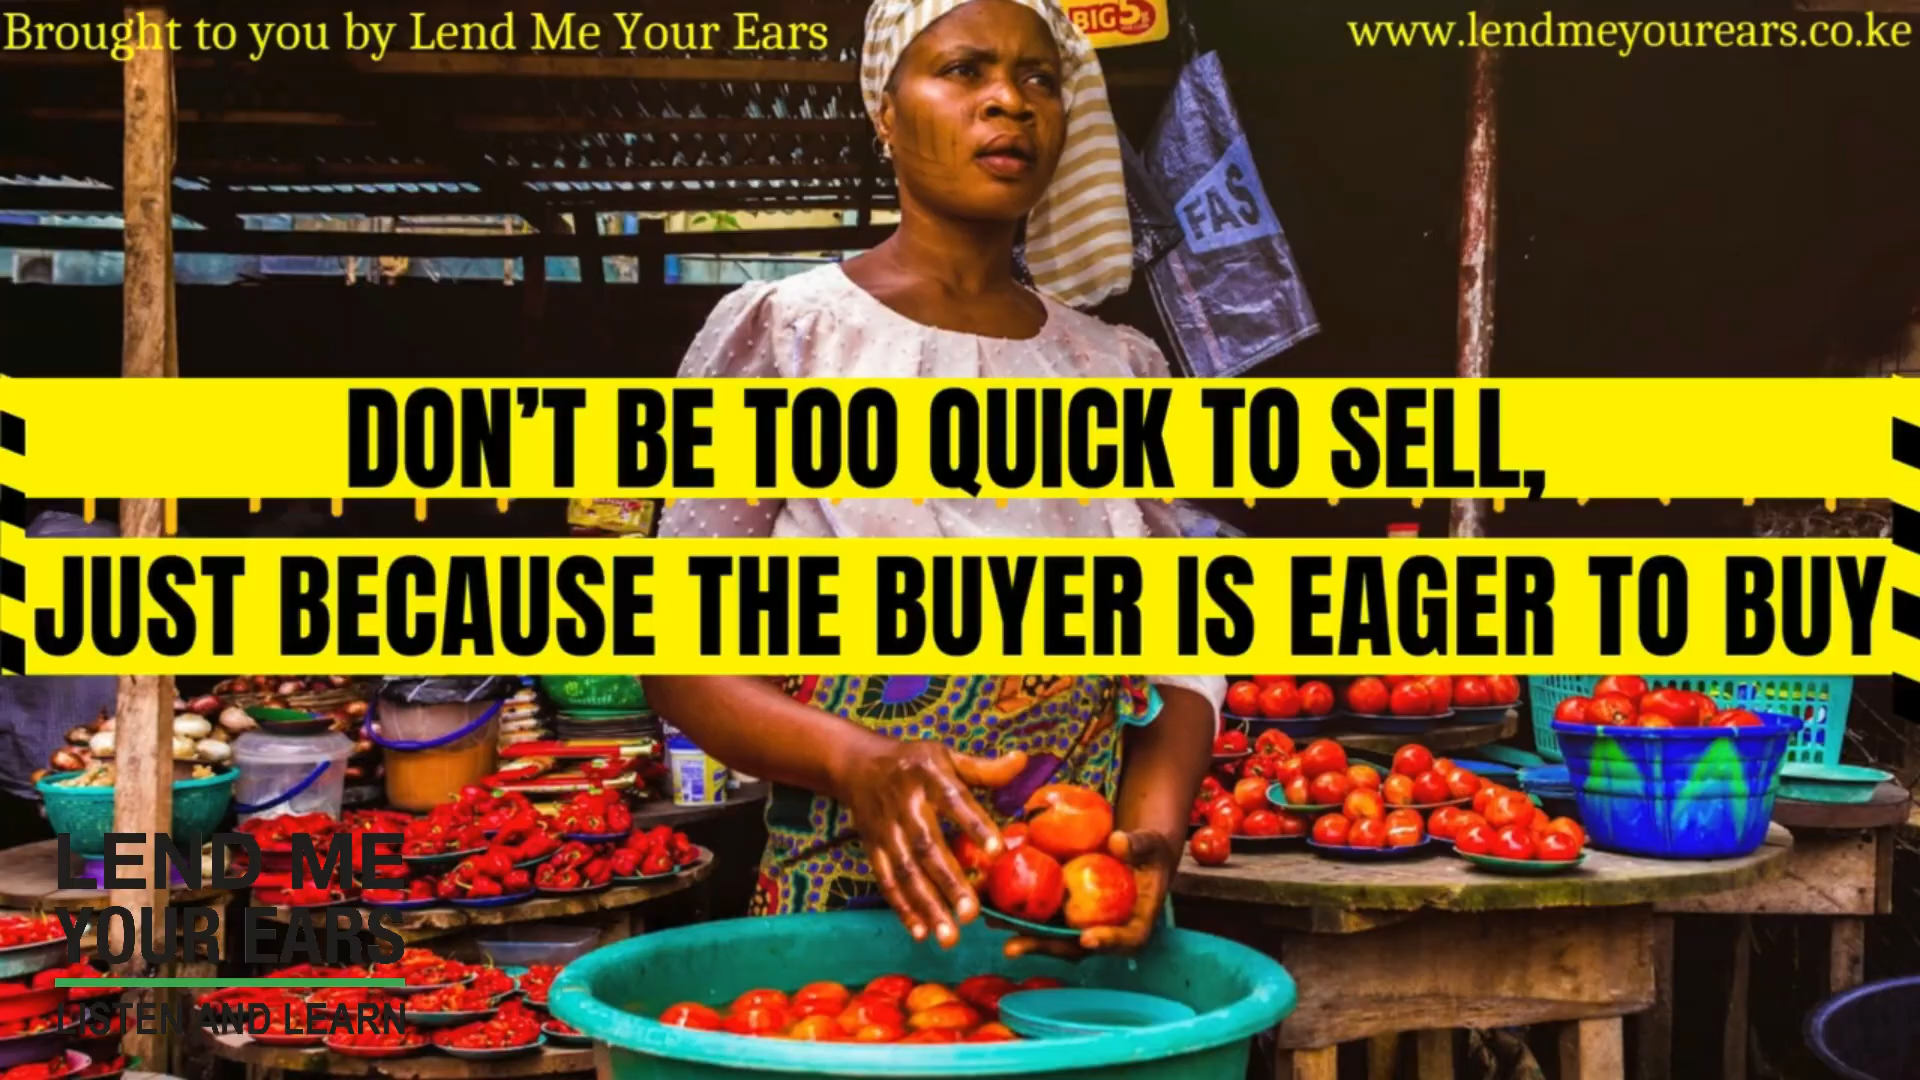 Brought to you by Lend Me Your Ears
www.lendmeyourears.co.ke
BIG5
FAS
DON'T BE TOO QUICK TO SELL,
JUST BECAUSE THE BUYER IS EAGER TO BUY
LEND ME
YOUR EARS
LISTEN AND LEARN